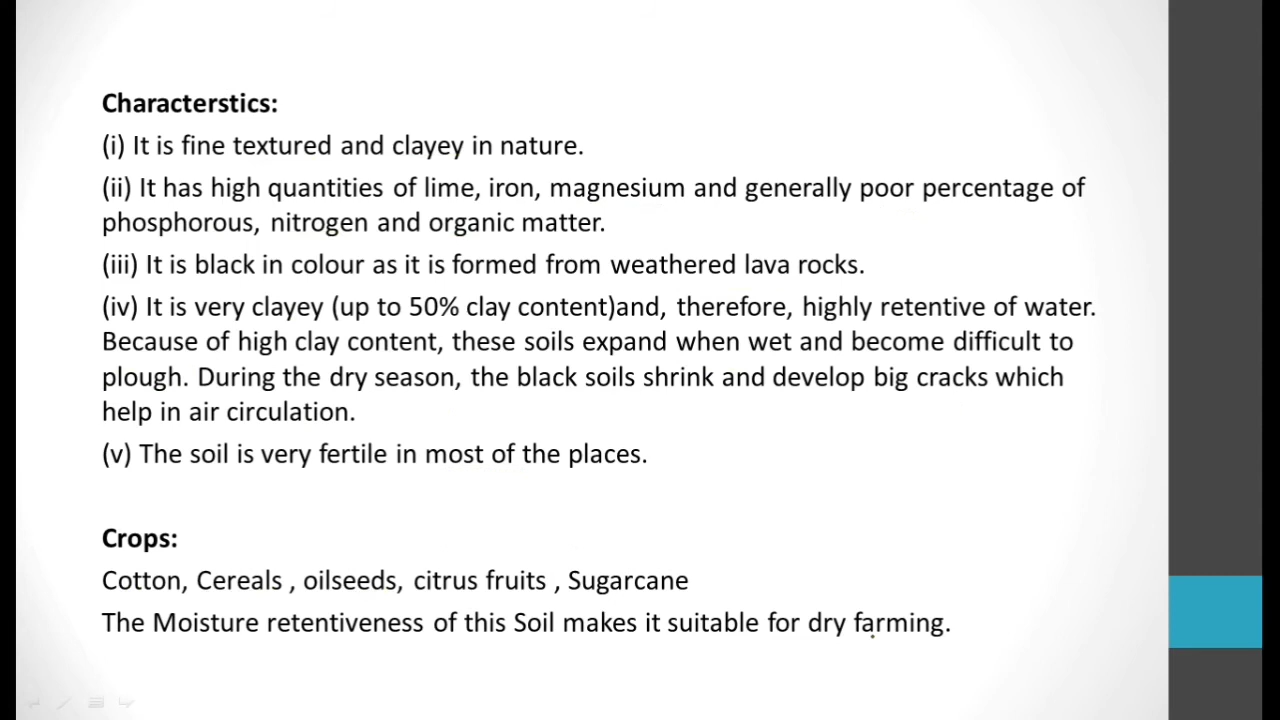 Characterstics:
(i) It is fine textured and clayey in nature.
(ii) It has high quantities of lime, iron, magnesium and generally poor percentage of
phosphorous, nitrogen and organic matter.
(iii) It is black in colour as it is formed from weathered lava rocks.
(iv) It is very clayey (up to 50% clay content)and, therefore, highly retentive of water.
Because of high clay content, these soils expand when wet and become difficult to
plough. During the dry season, the black soils shrink and develop big cracks which
help in air circulation.
(v) The soil is very fertile in most of the places.
Crops:
Cotton, Cereals , oilseeds, citrus fruits , Sugarcane
The Moisture retentiveness of this Soil makes it suitable for dry farming.